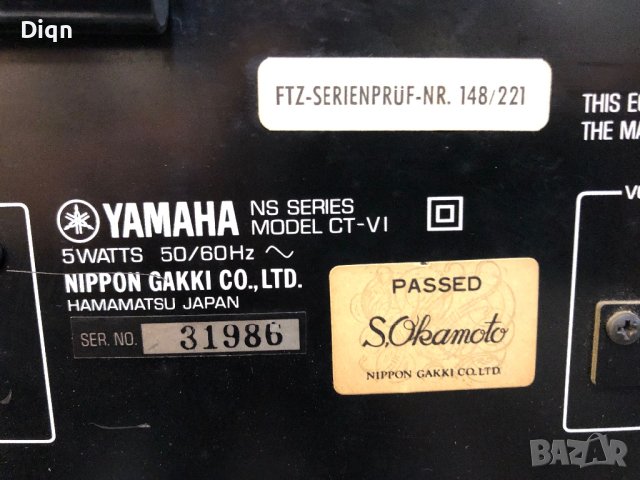 Diqn
FTZ-SERIENPRÜF-NR. 148/221
THIS
THE
YAMAHA NS SERIES
MODEL CT-VI
5WATTS 50/60Hz ~
NIPPON GAKKI CO., LTD.
HAMAMATSU JAPAN
SER. NO. 31986
PASSED
S.Okamoto
NIPPON GAKKI CO.LTD.
BAZAR